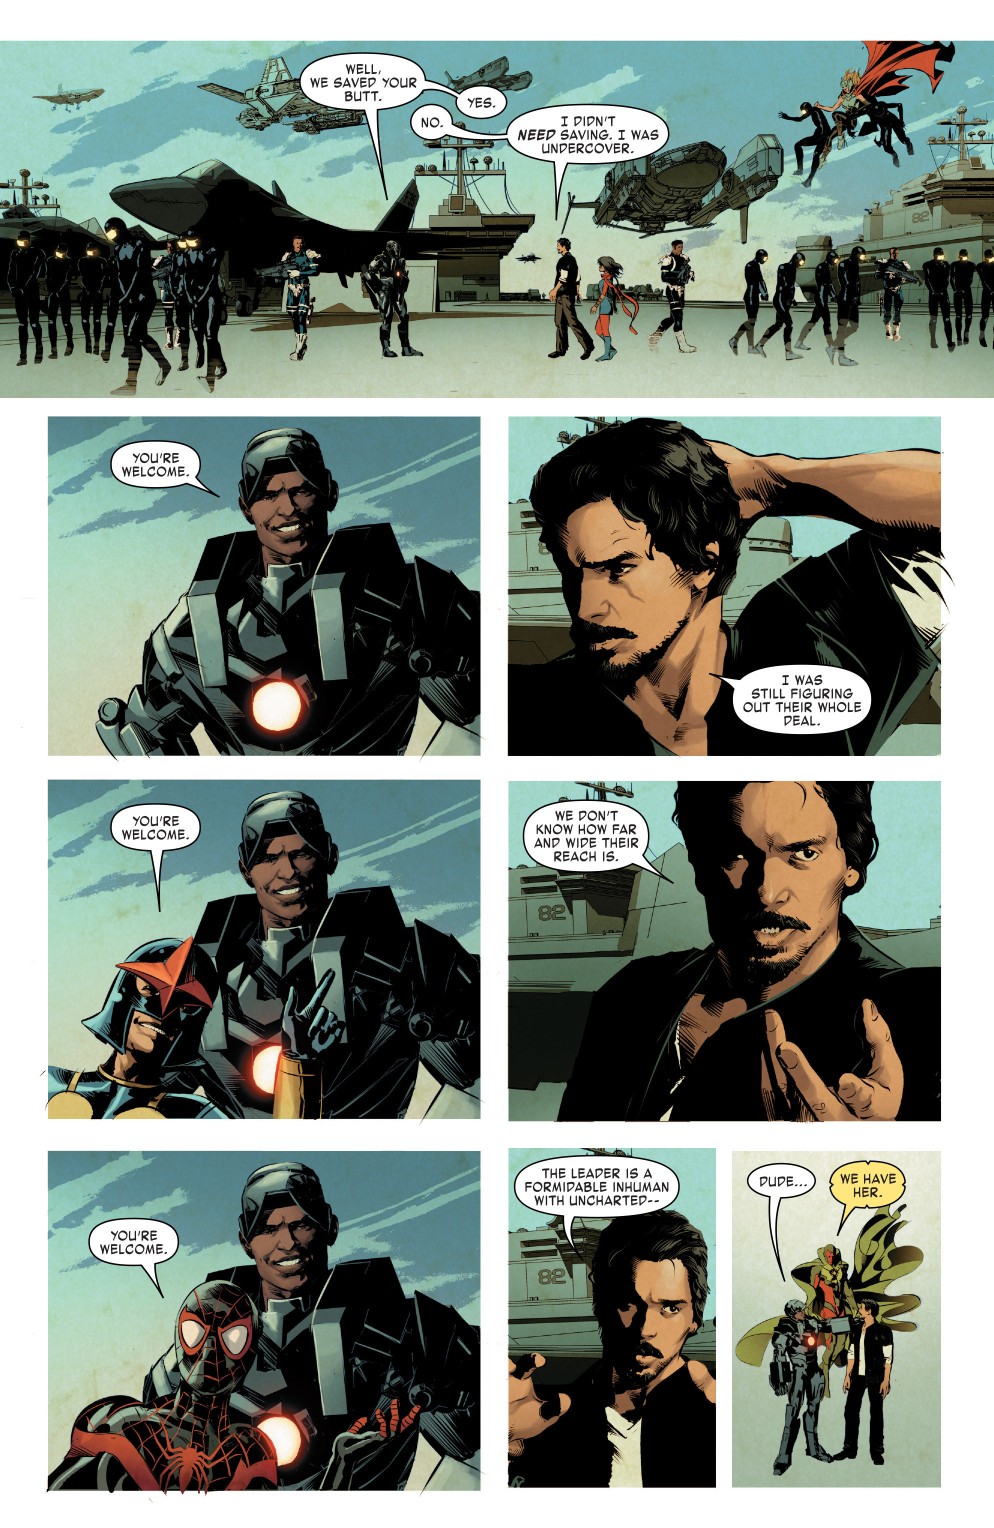 WELL,
WE SAVED YOUR
BUTT.
YES.
NO.
I DIDN'T
NEED SAVING. I WAS
UNDERCOVER.
82
YOU'RE
WELCOME.
I WAS
STILL FIGURING
OUT THEIR WHOLE
DEAL.
YOU'RE
WELCOME.
WE DON'T
KNOW HOW FAR
AND WIDE THEIR
REACH IS.
82
YOU'RE
WELCOME.
THE LEADER IS A
FORMIDABLE INHUMAN
WITH UNCHARTED--
82
DUDE...
WE HAVE
HER.